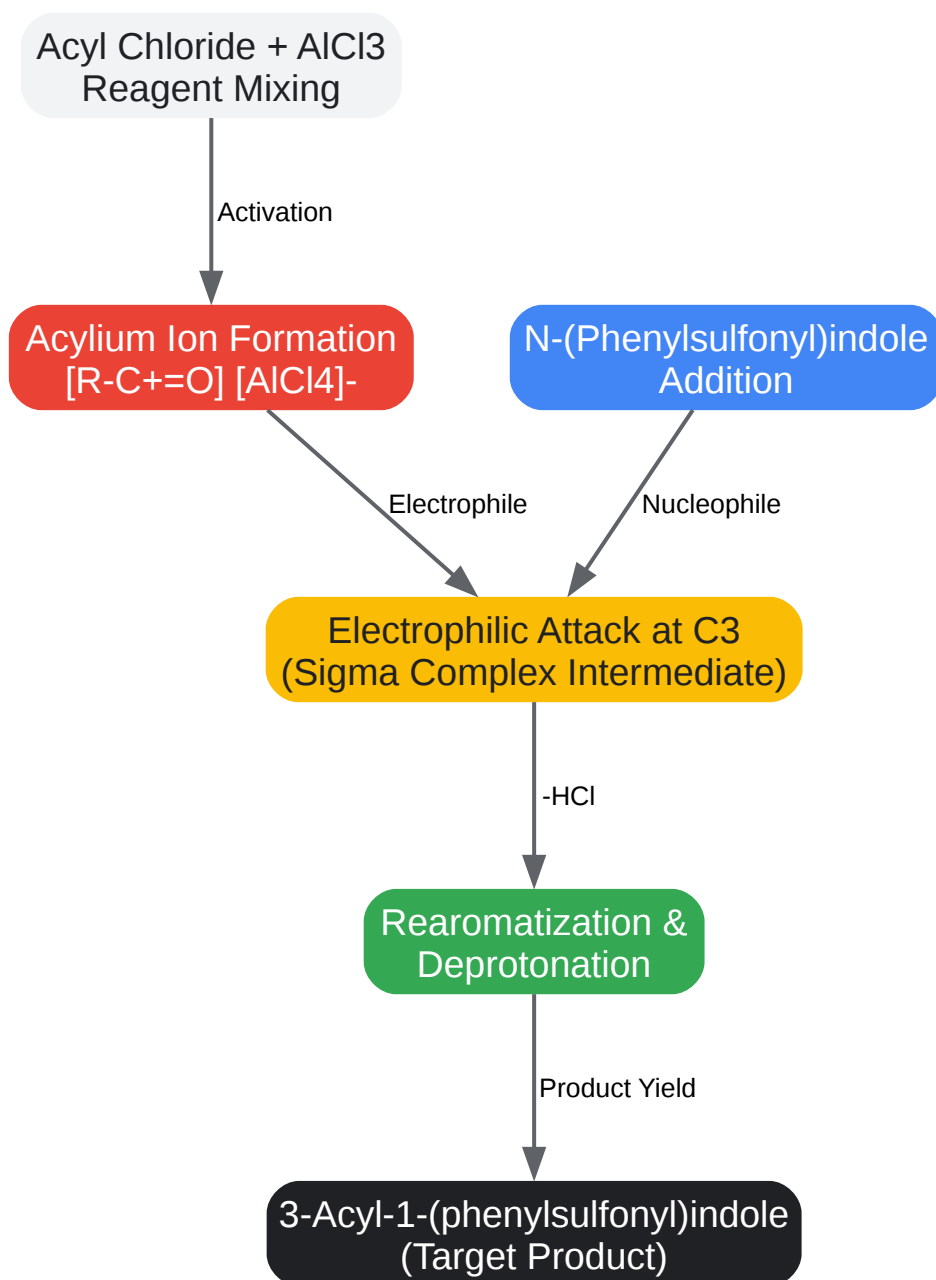 Acyl Chloride + AlCl3
Reagent Mixing
Activation
Acylium Ion Formation
[R-C+=O] [AlCl4]-
N-(Phenylsulfonyl)indole
Addition
Electrophile
Nucleophile
Electrophilic Attack at C3
(Sigma Complex Intermediate)
-HCl
Rearomatization &
Deprotonation
Product Yield
3-Acyl-1-(phenylsulfonyl)indole
(Target Product)